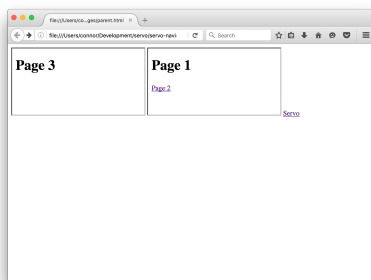 file:///Users/co...ges/parent.html
file:///Users/connor/Development/servo/servo-navi
Search
Page 3
Page 1
Page 2
Servo